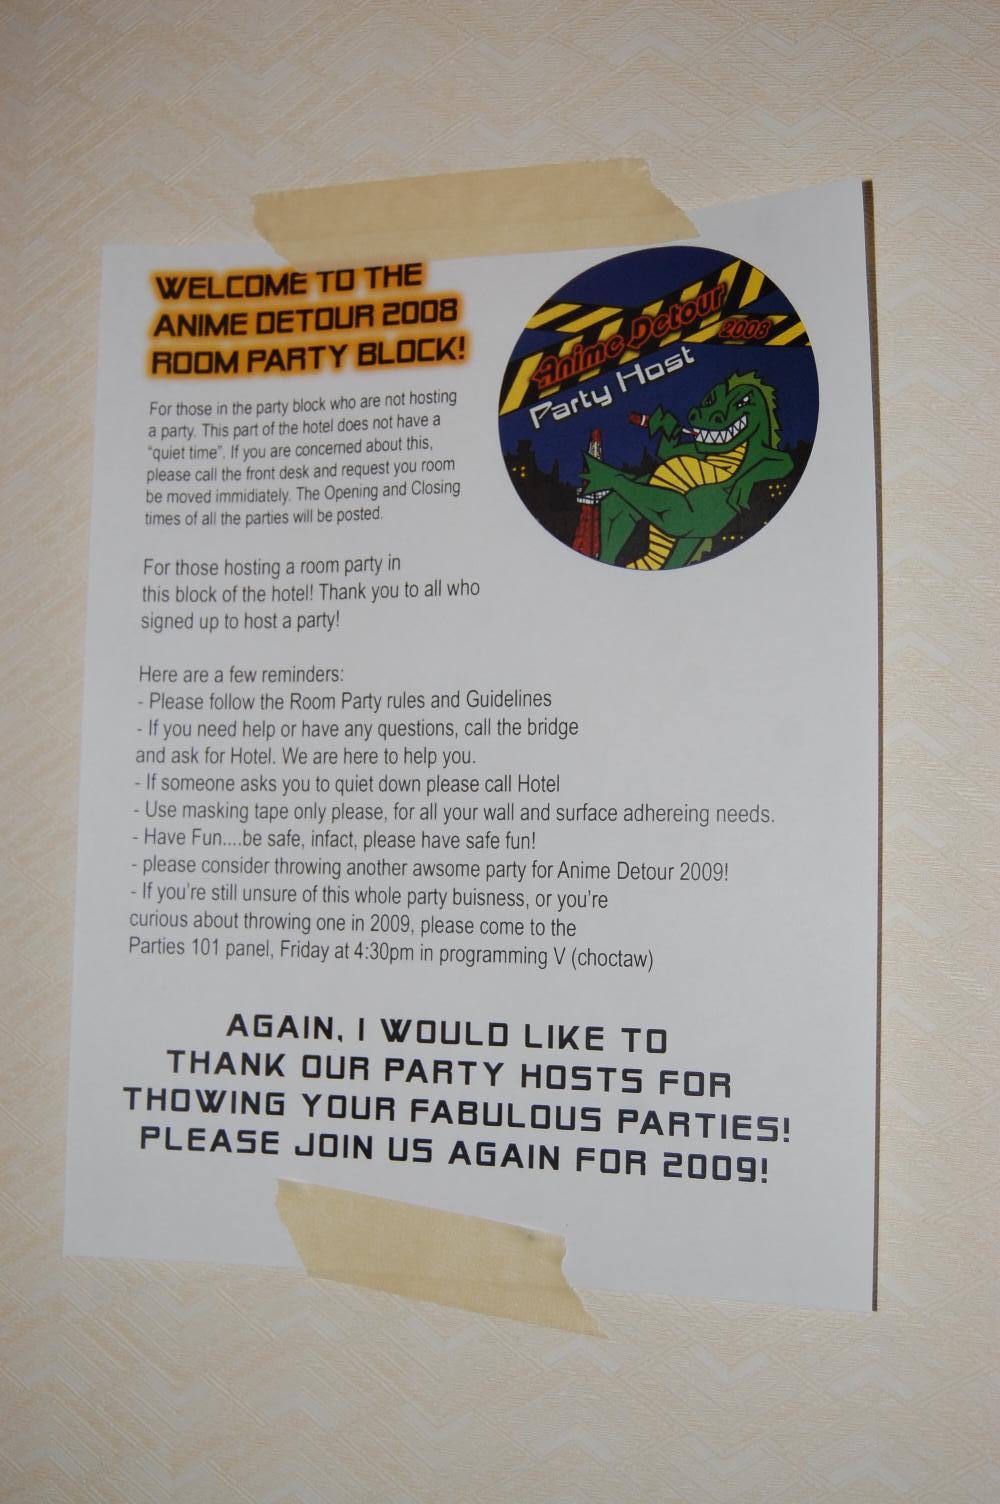 WELCOME TO THE
ANIME DETOUR 2008
ROOM PARTY BLOCK!
Anime Detour
2008
Party Host
For those in the party block who are not hosting
a party. This part of the hotel does not have a
"quiet time". If you are concerned about this,
please call the front desk and request you room
be moved immidiately. The Opening and Closing
times of all the parties will be posted.
For those hosting a room party in
this block of the hotel! Thank you to all who
signed up to host a party!
Here are a few reminders:
- Please follow the Room Party rules and Guidelines
- If you need help or have any questions, call the bridge
and ask for Hotel. We are here to help you.
- If someone asks you to quiet down please call Hotel
- Use masking tape only please, for all your wall and surface adhereing needs.
- Have Fun....be safe, infact, please have safe fun!
- please consider throwing another awsome party for Anime Detour 2009!
- If you're still unsure of this whole party buisness, or you're
curious about throwing one in 2009, please come to the
Parties 101 panel, Friday at 4:30pm in programming V (choctaw)
AGAIN, I WOULD LIKE TO
THANK OUR PARTY HOSTS FOR
THOWING YOUR FABULOUS PARTIES!
PLEASE JOIN US AGAIN FOR 2009!